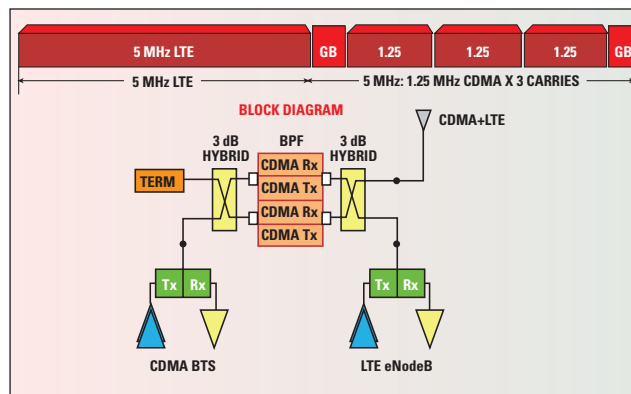 5 MHz LTE GB 1.25 1.25 1.25 GB
5 MHz LTE 5 MHz: 1.25 MHz CDMA X 3 CARRIES
BLOCK DIAGRAM
CDMA+LTE
3 dB
HYBRID
BPF
3 dB
HYBRID
TERM
CDMA Rx
CDMA Tx
CDMA Rx
CDMA Tx
Tx Rx
Tx Rx
CDMA BTS
LTE eNodeB